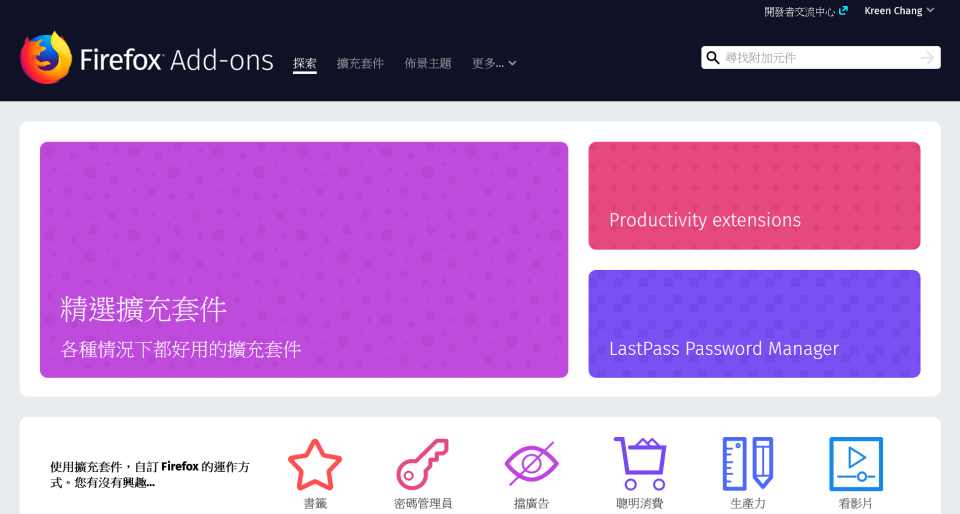 開發者交流中心
Kreen Chang
Firefox Add-ons
探索
擴充套件
佈景主題
更多...
尋找附加元件
精選擴充套件
各種情況下都好用的擴充套件
Productivity extensions
LastPass Password Manager
使用擴充套件，自訂 Firefox 的運作方
式。您有沒有興趣...
書籤
密碼管理員
擋廣告
聰明消費
生產力
看影片